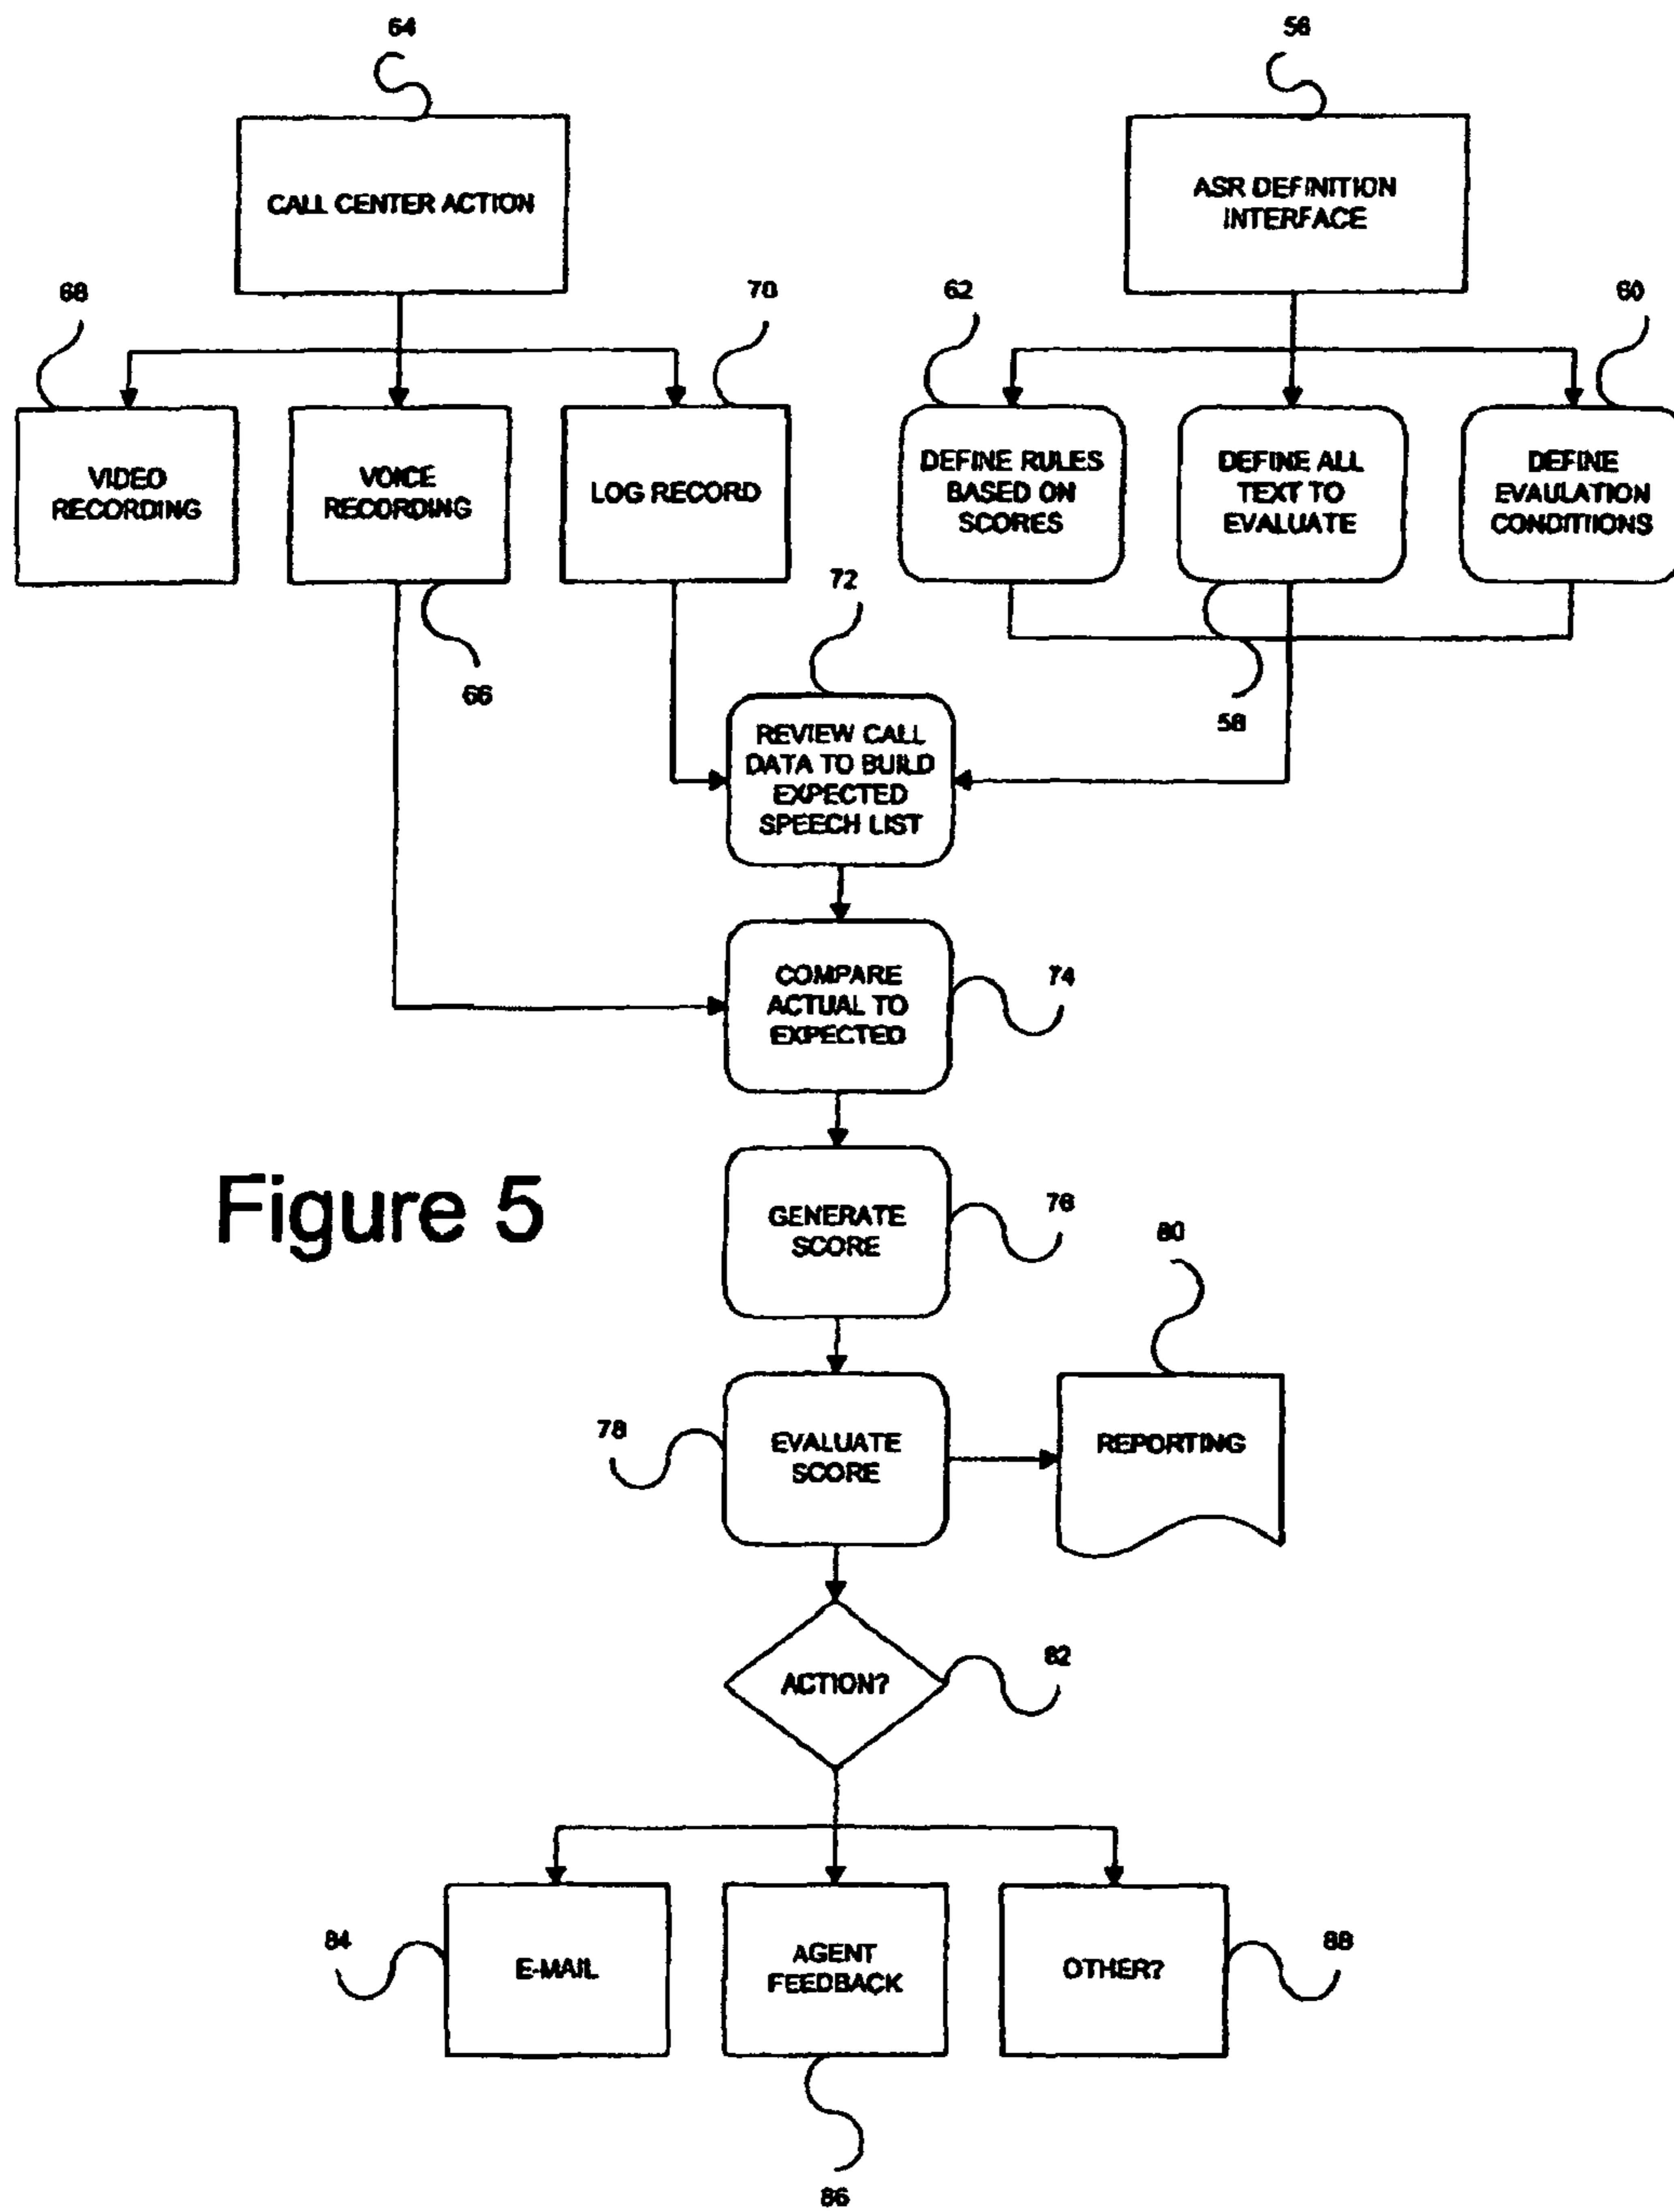 64
56
CALL CENTER ACTION
ASR DEFINITION
INTERFACE
68
70
62
60
VIDEO
RECORDING
VOICE
RECORDING
LOG RECORD
DEFINE RULES
BASED ON
SCORES
DEFINE ALL
TEXT TO
EVALUATE
DEFINE
EVAULATION
CONDITIONS
72
66
58
REVIEW CALL
DATA TO BUILD
EXPECTED
SPEECH LIST
COMPARE
ACTUAL TO
EXPECTED
74
Figure 5
GENERATE
SCORE
76
80
78
EVALUATE
SCORE
REPORTING
ACTION?
82
84
E-MAIL
AGENT
FEEDBACK
OTHER?
88
86